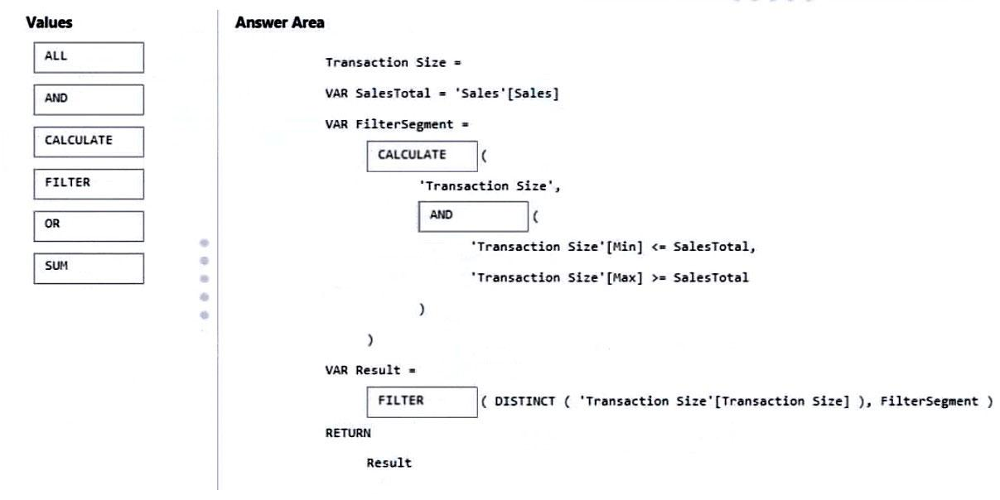 Values
ALL
AND
CALCULATE
FILTER
OR
SUM
Answer Area
Transaction Size =
VAR SalesTotal = 'Sales'[Sales]
VAR FilterSegment =
CALCULATE (
'Transaction Size',
AND (
'Transaction Size'[Min] <= SalesTotal,
'Transaction Size'[Max] >= SalesTotal
)
)
VAR Result =
FILTER ( DISTINCT ( 'Transaction Size'[Transaction Size] ), FilterSegment )
RETURN
Result